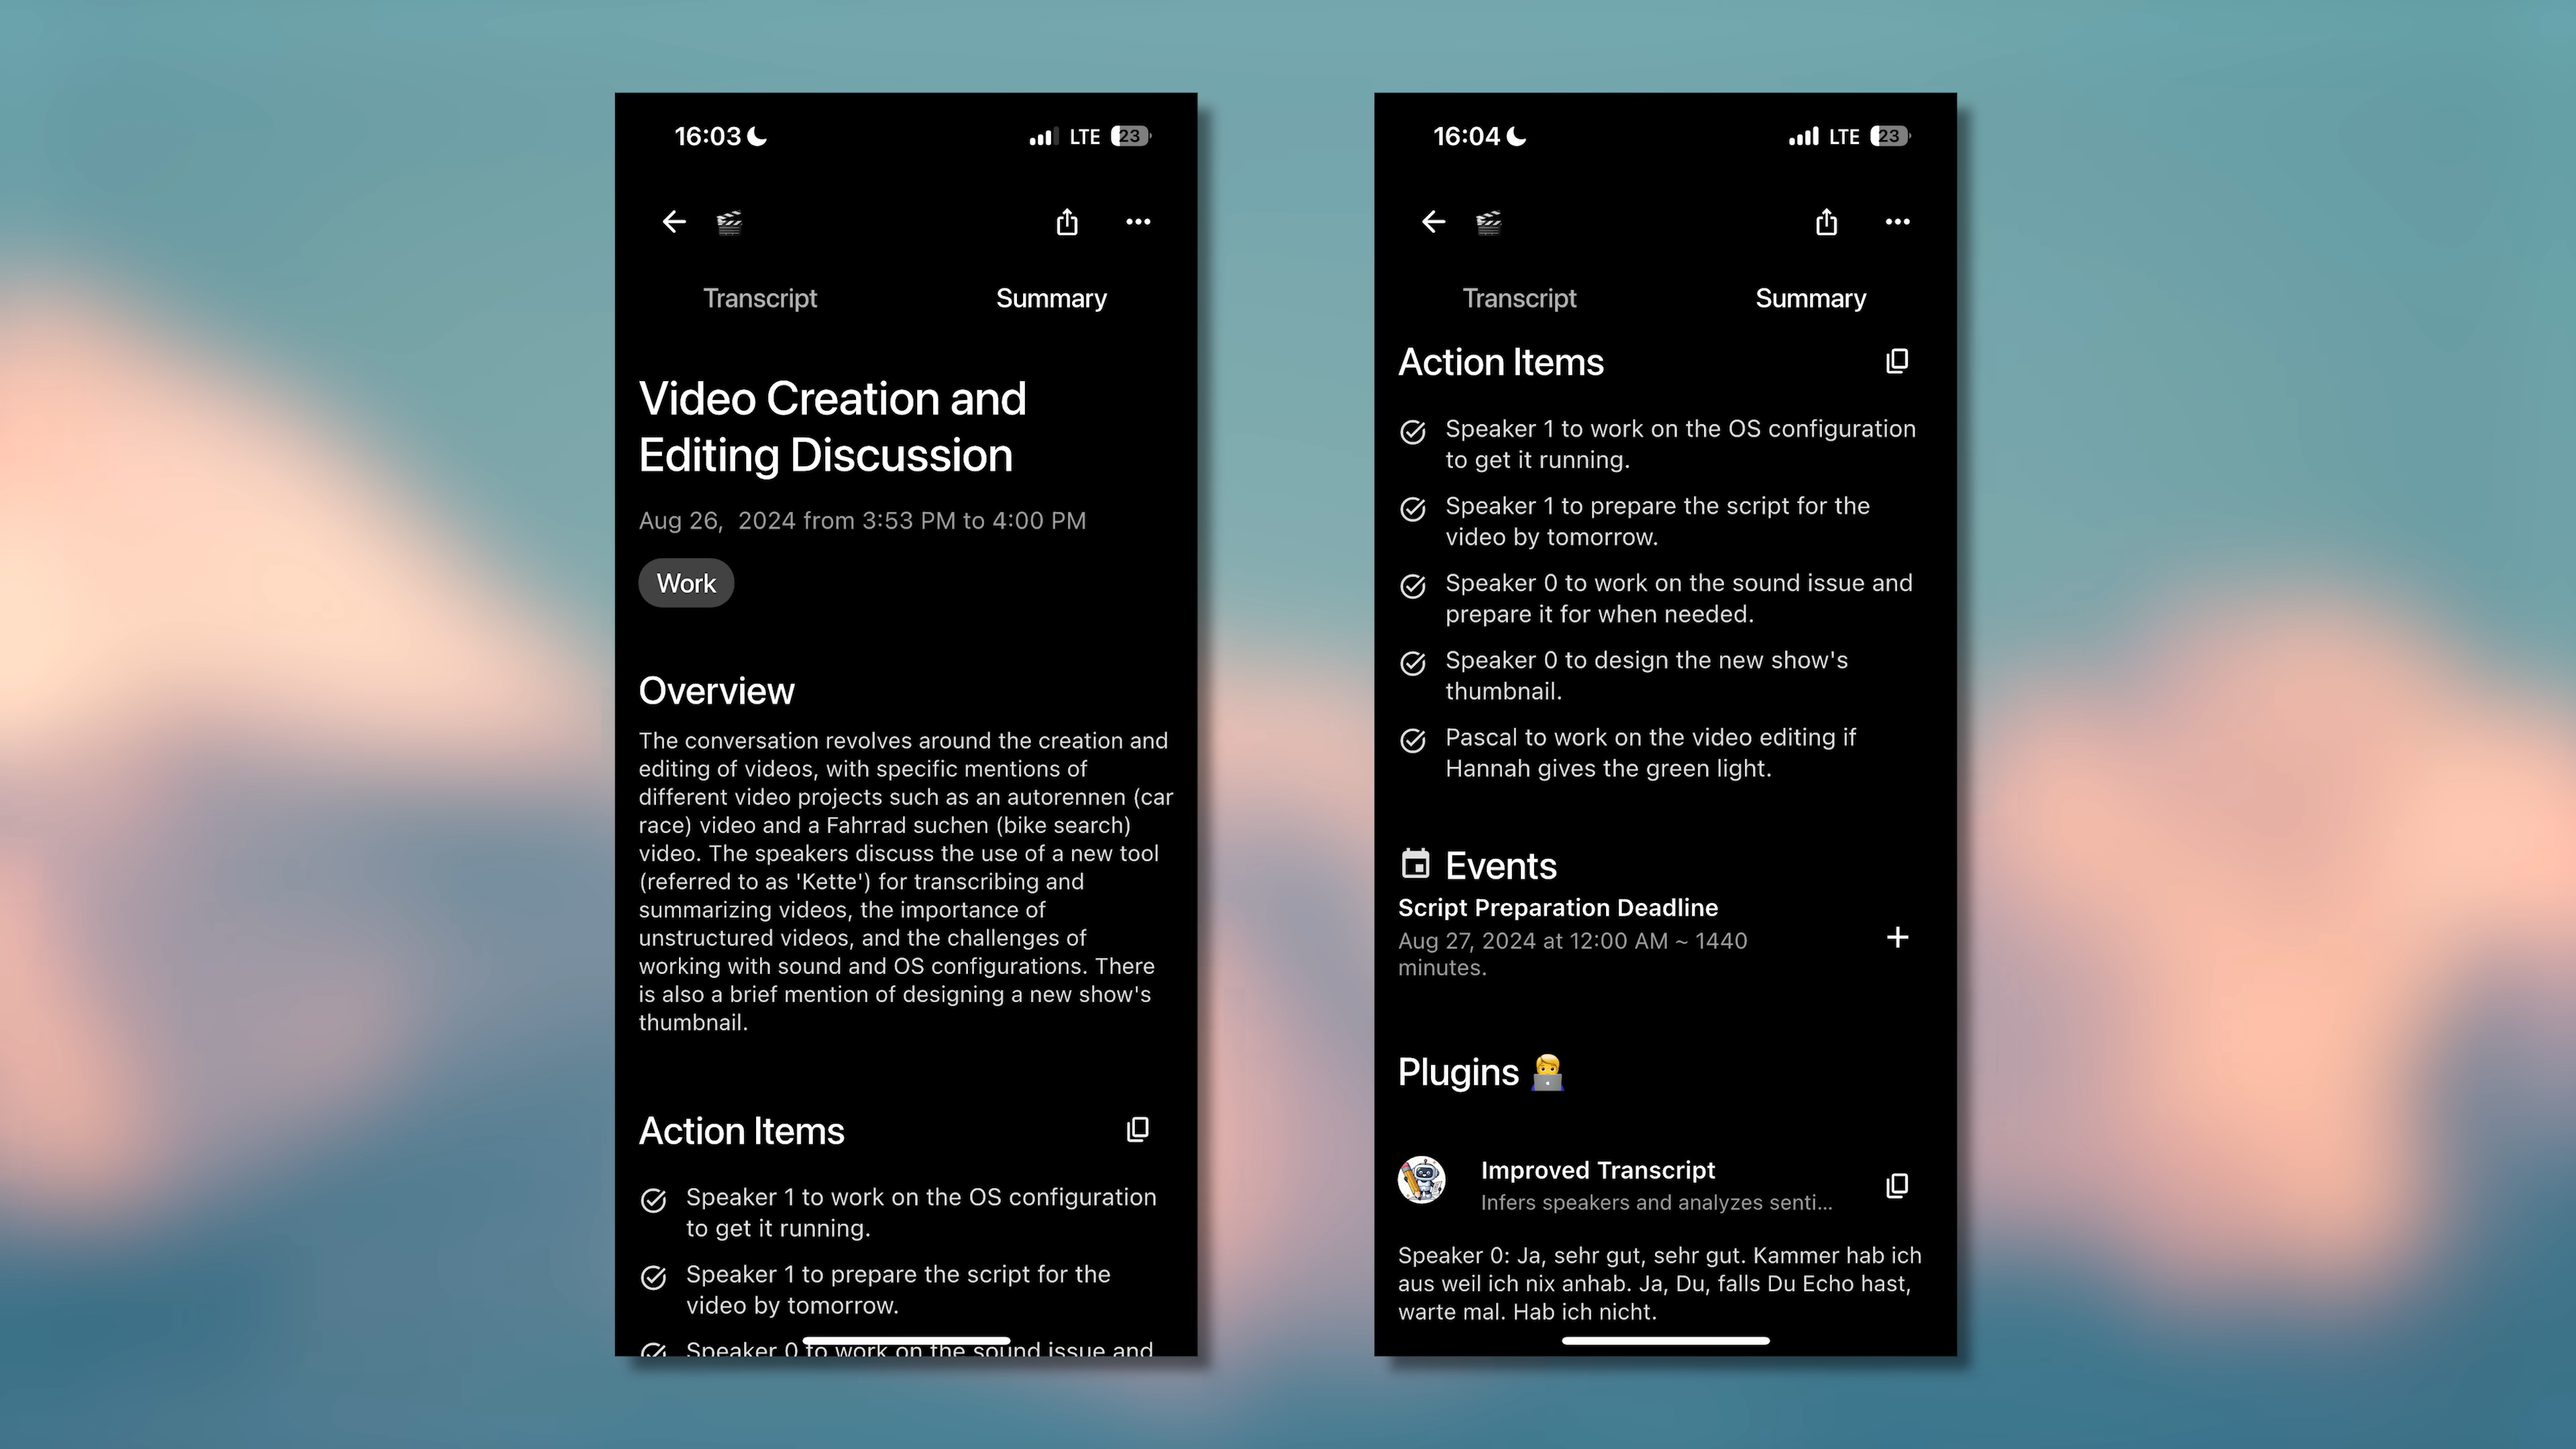 16:03
LTE 23
Transcript
Summary
Video Creation and
Editing Discussion
Aug 26,  2024 from 3:53 PM to 4:00 PM
Work
Overview
The conversation revolves around the creation and
editing of videos, with specific mentions of
different video projects such as an autorennen (car
race) video and a Fahrrad suchen (bike search)
video. The speakers discuss the use of a new tool
(referred to as 'Kette') for transcribing and
summarizing videos, the importance of
unstructured videos, and the challenges of
working with sound and OS configurations. There
is also a brief mention of designing a new show's
thumbnail.
Action Items
Speaker 1 to work on the OS configuration
to get it running.
Speaker 1 to prepare the script for the
video by tomorrow.
Speaker 0 to work on the sound issue and
16:04
LTE 23
Transcript
Summary
Action Items
Speaker 1 to work on the OS configuration
to get it running.
Speaker 1 to prepare the script for the
video by tomorrow.
Speaker 0 to work on the sound issue and
prepare it for when needed.
Speaker 0 to design the new show's
thumbnail.
Pascal to work on the video editing if
Hannah gives the green light.
Events
Script Preparation Deadline
Aug 27, 2024 at 12:00 AM ~ 1440
minutes.
Plugins
Improved Transcript
Infers speakers and analyzes senti...
Speaker 0: Ja, sehr gut, sehr gut. Kammer hab ich
aus weil ich nix anhab. Ja, Du, falls Du Echo hast,
warte mal. Hab ich nicht.